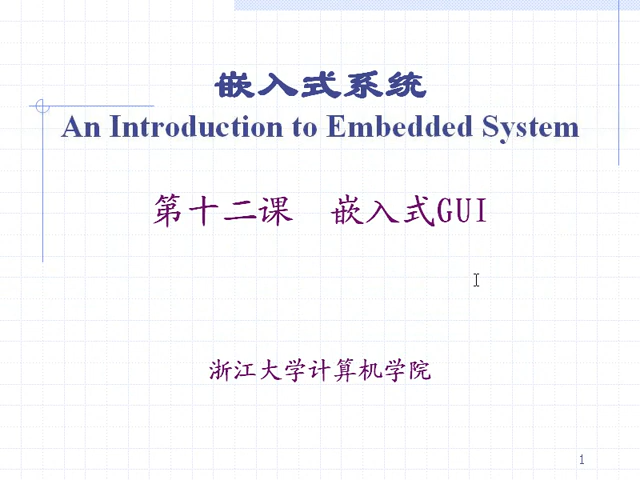 嵌入式系统
An Introduction to Embedded System
第十二课 嵌入式GUI
浙江大学计算机学院
1